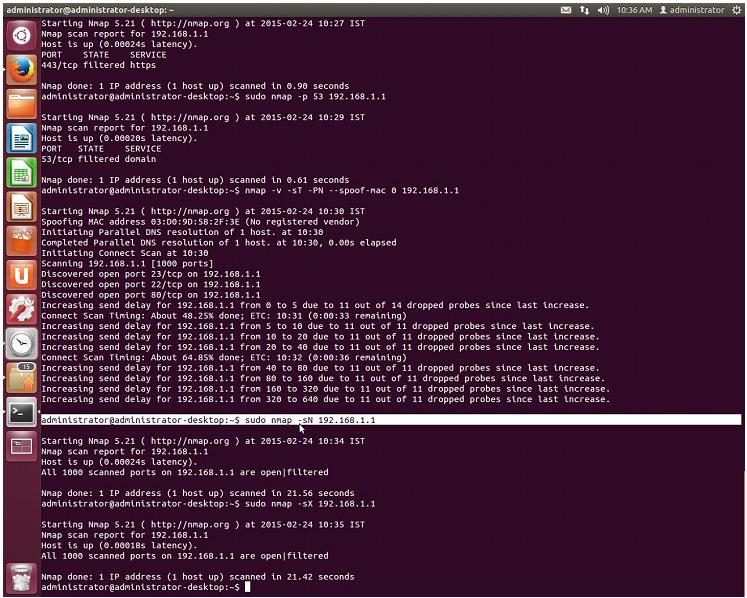 administrator@administrator-desktop: ~
10:36 AM administrator
Starting Nmap 5.21 ( http://nmap.org ) at 2015-02-24 10:27 IST
Nmap scan report for 192.168.1.1
Host is up (0.00024s latency).
PORT    STATE    SERVICE
443/tcp filtered https
Nmap done: 1 IP address (1 host up) scanned in 0.90 seconds
administrator@administrator-desktop:~$ sudo nmap -p 53 192.168.1.1
Starting Nmap 5.21 ( http://nmap.org ) at 2015-02-24 10:29 IST
Nmap scan report for 192.168.1.1
Host is up (0.00020s latency).
PORT   STATE    SERVICE
53/tcp filtered domain
Nmap done: 1 IP address (1 host up) scanned in 0.61 seconds
administrator@administrator-desktop:~$ nmap -v -sT -PN --spoof-mac 0 192.168.1.1
Starting Nmap 5.21 ( http://nmap.org ) at 2015-02-24 10:30 IST
Spoofing MAC address 03:D0:9D:58:2F:3E (No registered vendor)
Initiating Parallel DNS resolution of 1 host. at 10:30
Completed Parallel DNS resolution of 1 host. at 10:30, 0.00s elapsed
Initiating Connect Scan at 10:30
Scanning 192.168.1.1 [1000 ports]
Discovered open port 23/tcp on 192.168.1.1
Discovered open port 22/tcp on 192.168.1.1
Discovered open port 80/tcp on 192.168.1.1
Increasing send delay for 192.168.1.1 from 0 to 5 due to 11 out of 14 dropped probes since last increase.
Connect Scan Timing: About 48.25% done; ETC: 10:31 (0:00:33 remaining)
Increasing send delay for 192.168.1.1 from 5 to 10 due to 11 out of 11 dropped probes since last increase.
Increasing send delay for 192.168.1.1 from 10 to 20 due to 11 out of 11 dropped probes since last increase.
Increasing send delay for 192.168.1.1 from 20 to 40 due to 11 out of 11 dropped probes since last increase.
Connect Scan Timing: About 64.85% done; ETC: 10:32 (0:00:36 remaining)
Increasing send delay for 192.168.1.1 from 40 to 80 due to 11 out of 11 dropped probes since last increase.
Increasing send delay for 192.168.1.1 from 80 to 160 due to 11 out of 11 dropped probes since last increase.
Increasing send delay for 192.168.1.1 from 160 to 320 due to 11 out of 11 dropped probes since last increase.
Increasing send delay for 192.168.1.1 from 320 to 640 due to 11 out of 11 dropped probes since last increase.
administrator@administrator-desktop:~$ sudo nmap -sN 192.168.1.1
Starting Nmap 5.21 ( http://nmap.org ) at 2015-02-24 10:34 IST
Nmap scan report for 192.168.1.1
Host is up (0.00024s latency).
All 1000 scanned ports on 192.168.1.1 are open|filtered
Nmap done: 1 IP address (1 host up) scanned in 21.56 seconds
administrator@administrator-desktop:~$ sudo nmap -sX 192.168.1.1
Starting Nmap 5.21 ( http://nmap.org ) at 2015-02-24 10:35 IST
Nmap scan report for 192.168.1.1
Host is up (0.00018s latency).
All 1000 scanned ports on 192.168.1.1 are open|filtered
Nmap done: 1 IP address (1 host up) scanned in 21.42 seconds
administrator@administrator-desktop:~$
15